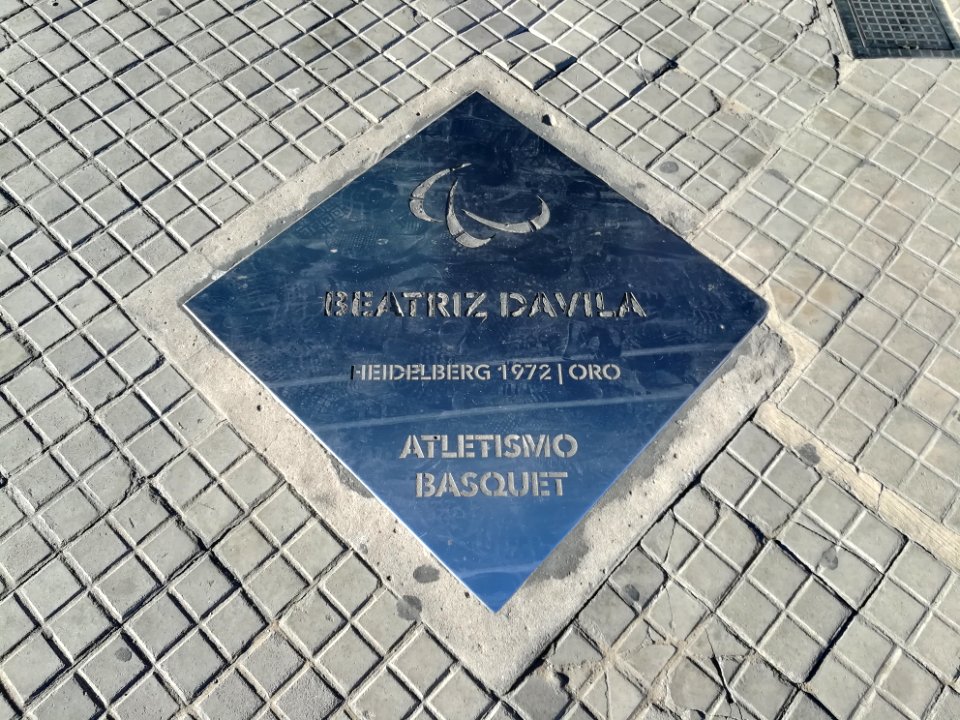 BEATRIZ DAVILA
HEIDELBERG 1972 | ORO
ATLETISMO
BASQUET